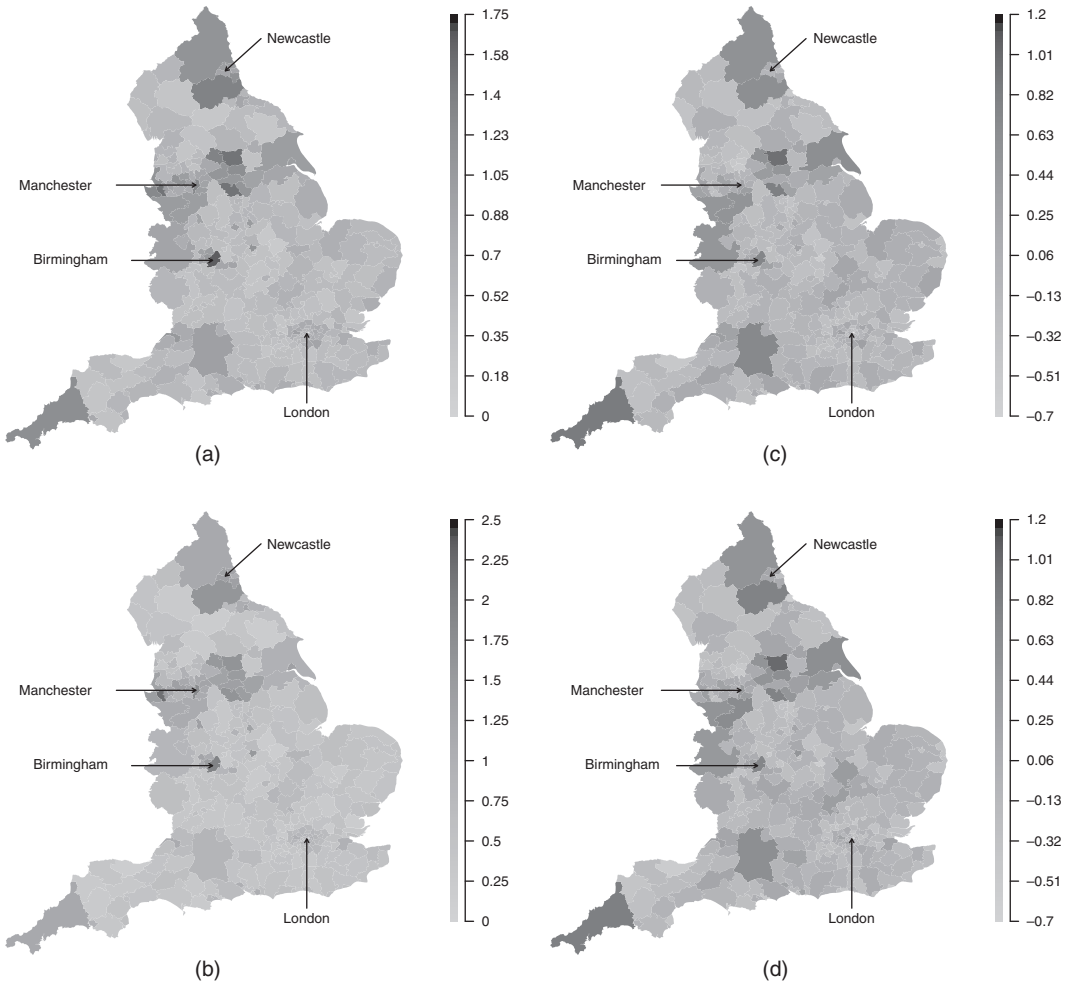 Newcastle
Manchester
Birmingham
London
1.75
1.58
1.4
1.23
1.05
0.88
0.7
0.52
0.35
0.18
0
(a)
Newcastle
Manchester
Birmingham
London
1.2
1.01
0.82
0.63
0.44
0.25
0.06
−0.13
−0.32
−0.51
−0.7
(c)
Newcastle
Manchester
Birmingham
London
2.5
2.25
2
1.75
1.5
1.25
1
0.75
0.5
0.25
0
(b)
Newcastle
Manchester
Birmingham
London
1.2
1.01
0.82
0.63
0.44
0.25
0.06
−0.13
−0.32
−0.51
−0.7
(d)